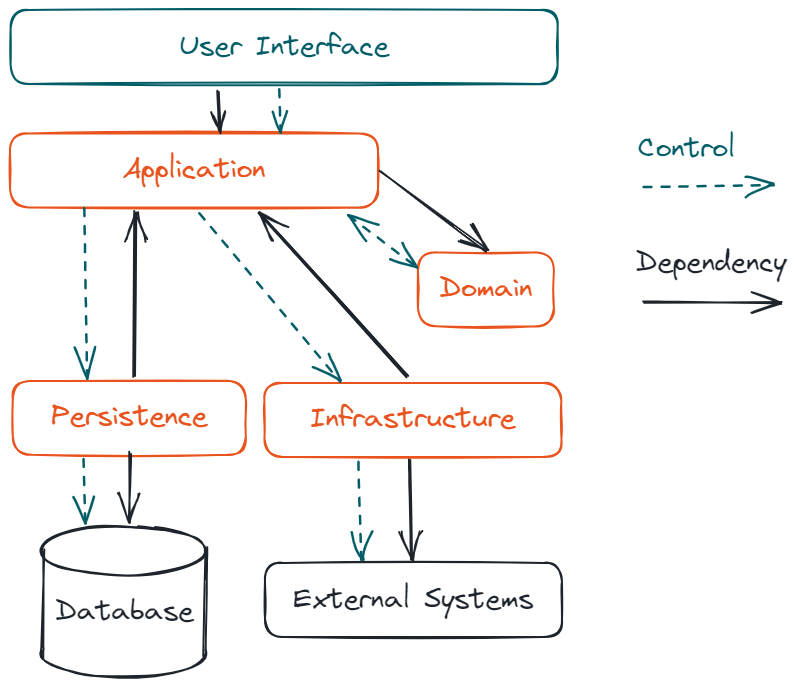 User Interface
Application
Control
Dependency
Domain
Persistence
Infrastructure
Database
External Systems